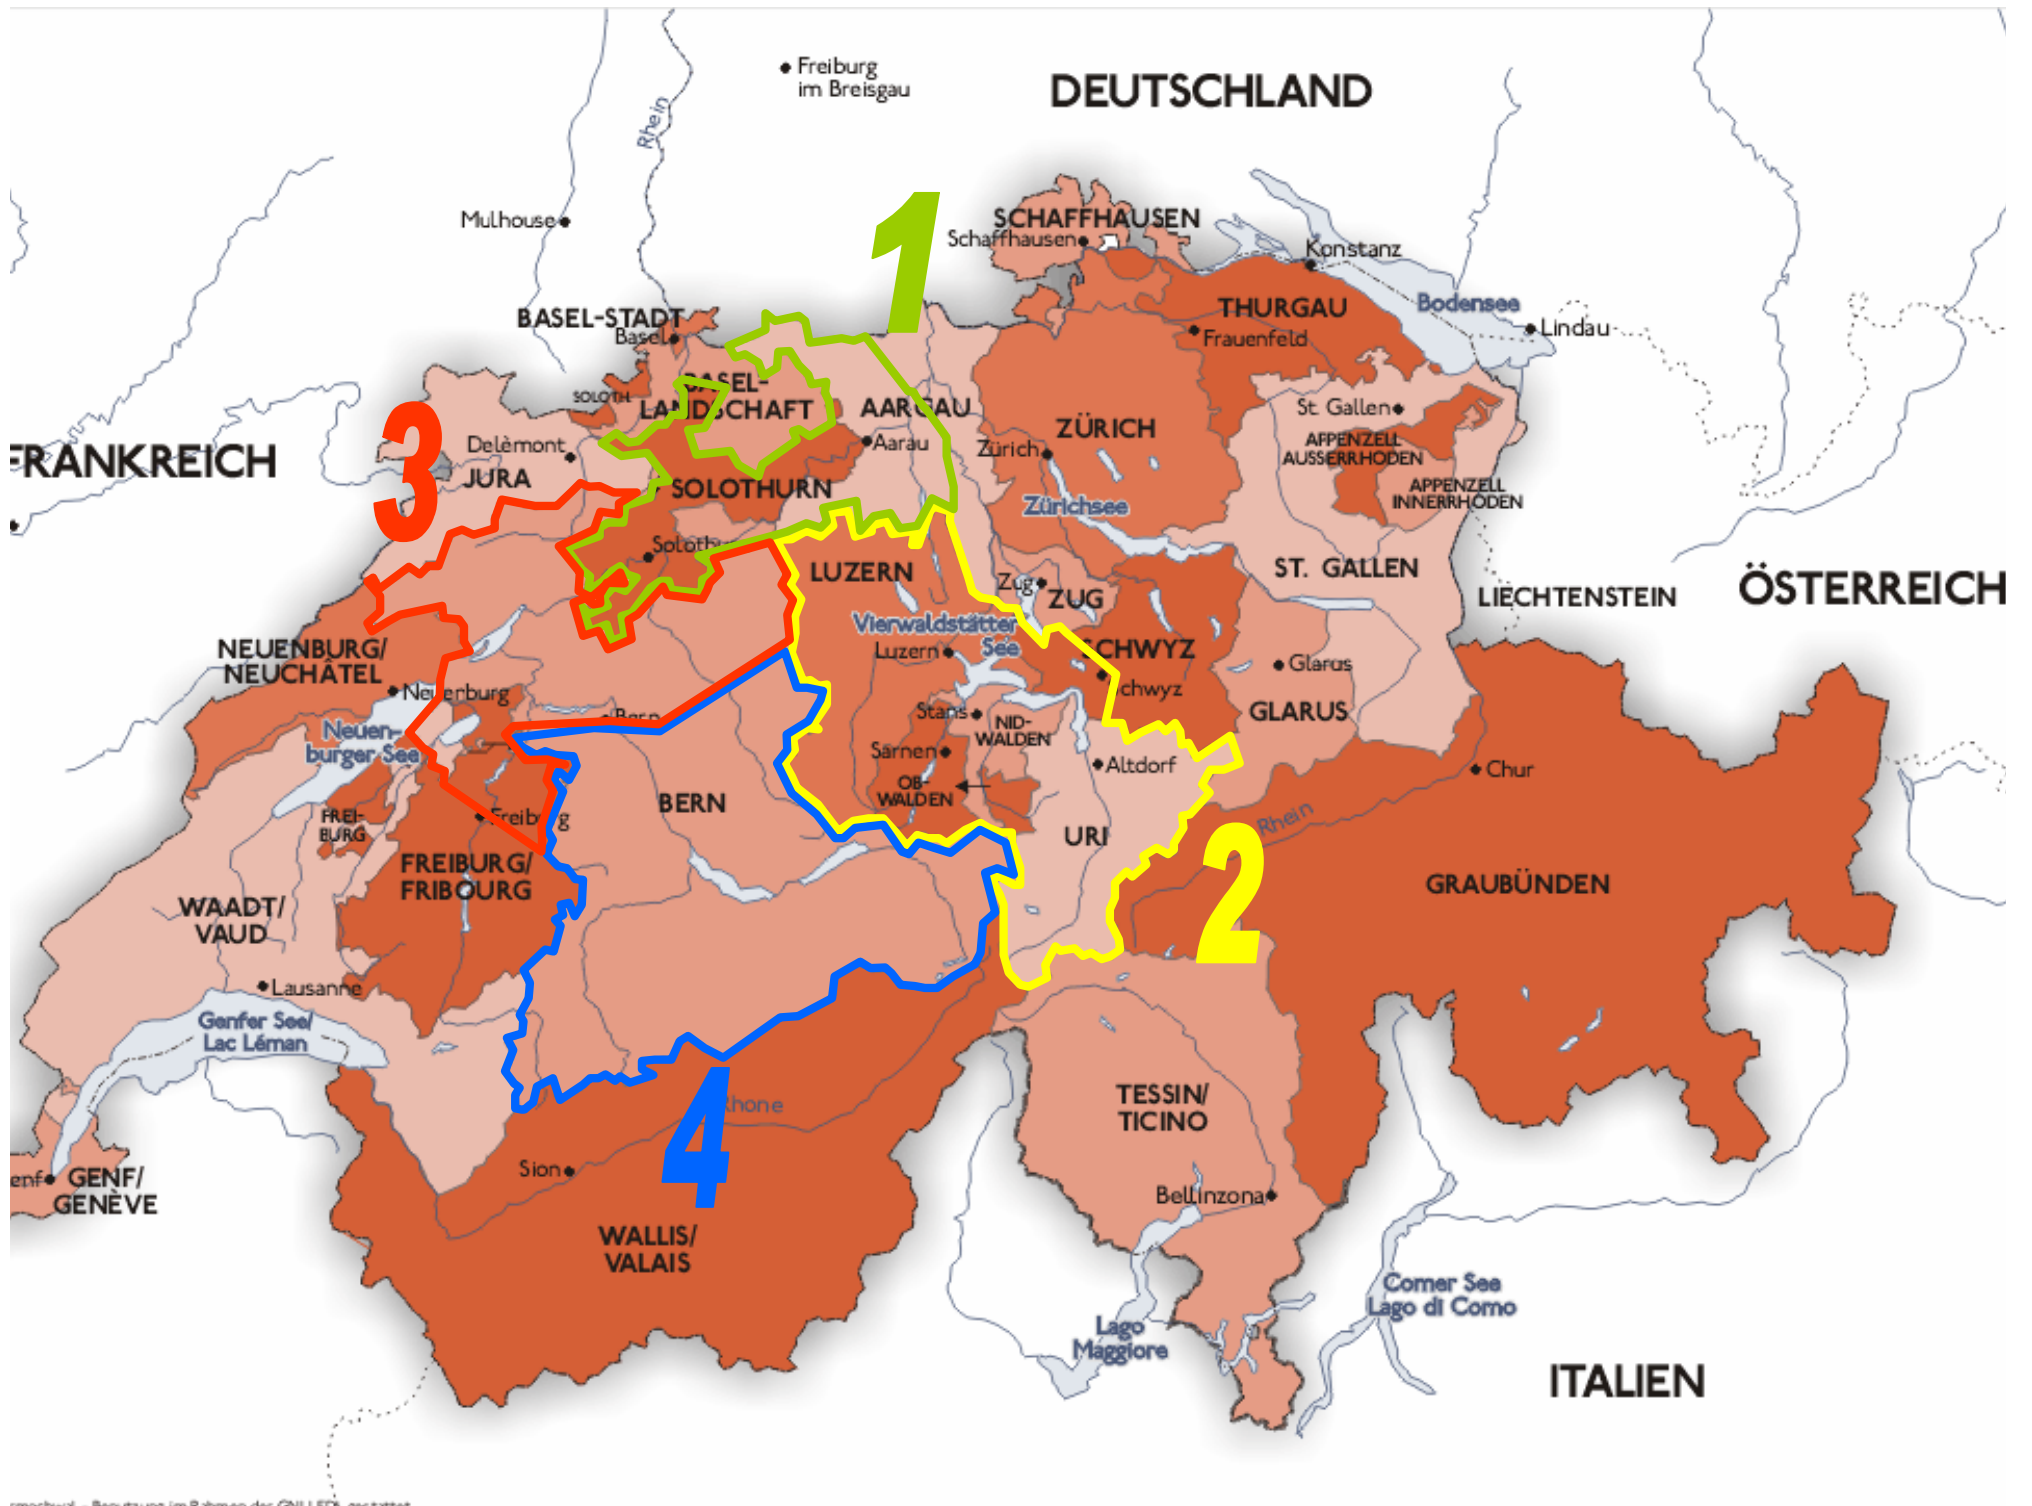 Freiburg
im Breisgau
DEUTSCHLAND
Rhein
1
Mulhouse
SCHAFFHAUSEN
Schaffhausen
Konstanz
BASEL-STADT
Basel
THURGAU
Bodensee
Lindau
Frauenfeld
SOLOTH.
BASEL-
LANDSCHAFT
AARGAU
St. Gallen
3
FRANKREICH
Delèmont
JURA
Aarau
Zürich
ZÜRICH
APPENZELL
AUSSERRHODEN
SOLOTHURN
Zürichsee
APPENZELL
INNERRHODEN
Solothu
LUZERN
Zug
ZUG
ST. GALLEN
LIECHTENSTEIN
ÖSTERREICH
Vierwaldstätter
See
NEUENBURG/
NEUCHÂTEL
Luzern
SCHWYZ
chwyz
Glarus
GLARUS
Neuenburg
Bern
Stans
NID-
WALDEN
Neuen-
burger See
Sarnen
Altdorf
Chur
OB-
WALDEN
BERN
FREI-
BURG
Freiburg
URI
Rhein
2
FREIBURG/
FRIBOURG
GRAUBÜNDEN
WAADT/
VAUD
Lausanne
Genfer See/
Lac Léman
4
Rhone
TESSIN/
TICINO
Sion
enf
GENF/
GENÈVE
Bellinzona
WALLIS/
VALAIS
Comer See
Lago di Como
Lago
Maggiore
ITALIEN